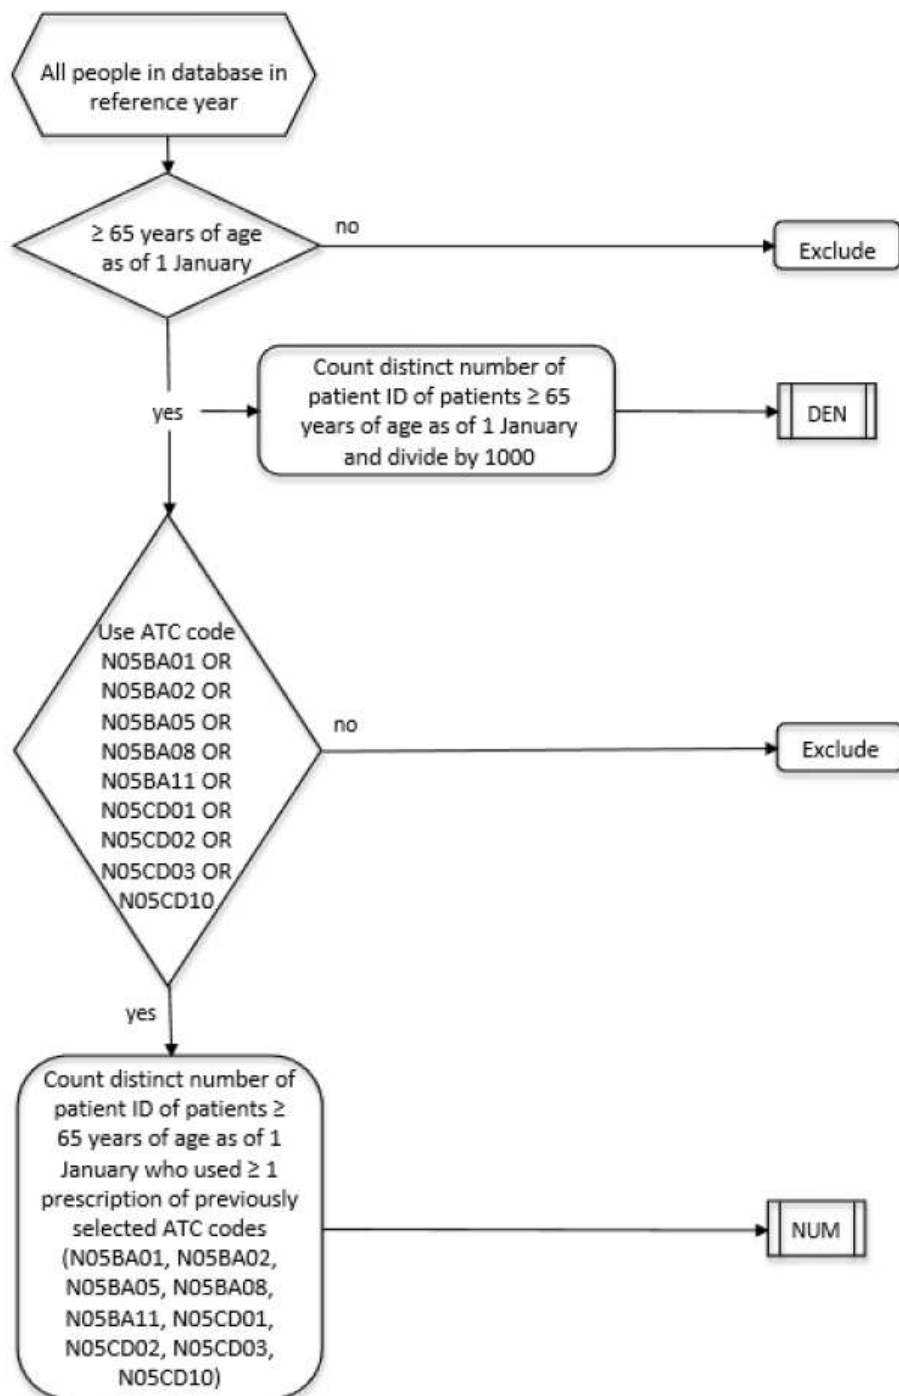 All people in database in
reference year
≥ 65 years of age
as of 1 January
no
Exclude
yes
Count distinct number of
patient ID of patients ≥ 65
years of age as of 1 January
and divide by 1000
DEN
Use ATC code
N05BA01 OR
N05BA02 OR
N05BA05 OR
N05BA08 OR
N05BA11 OR
N05CD01 OR
N05CD02 OR
N05CD03 OR
N05CD10
no
Exclude
yes
Count distinct number of
patient ID of patients ≥
65 years of age as of 1
January who used ≥ 1
prescription of previously
selected ATC codes
(N05BA01, N05BA02,
N05BA05, N05BA08,
N05BA11, N05CD01,
N05CD02, N05CD03,
N05CD10)
NUM